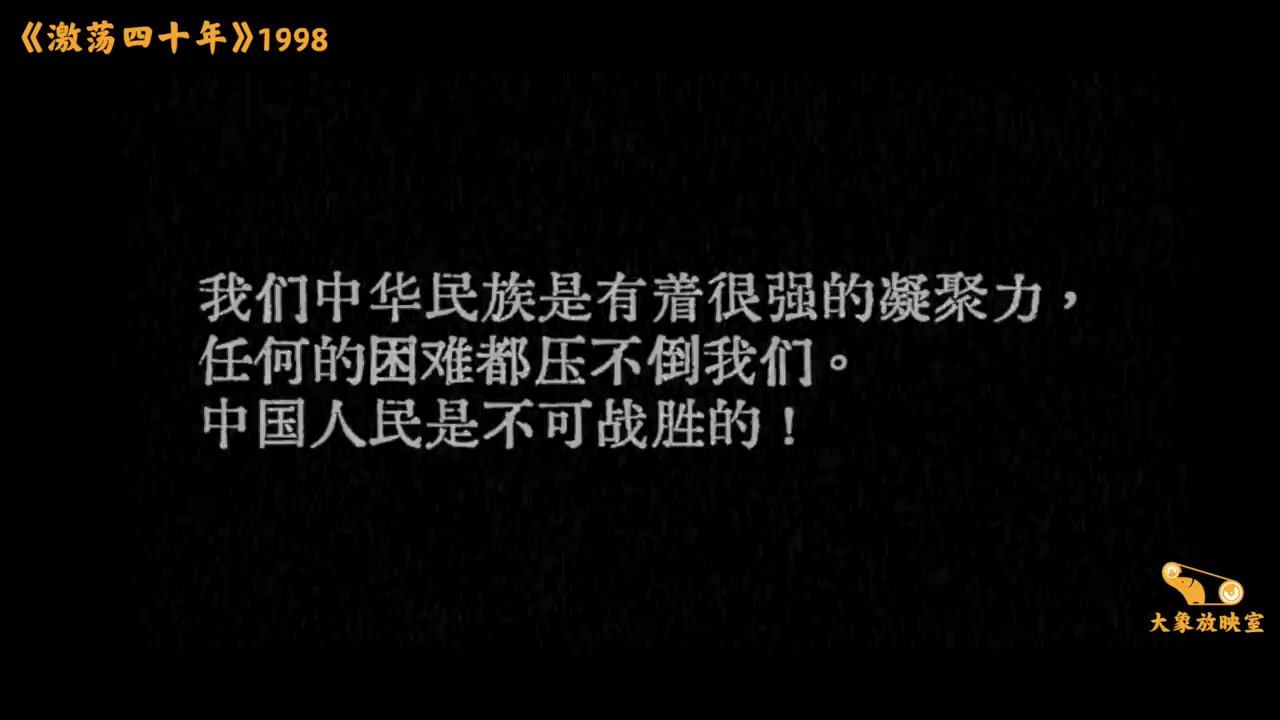 《激荡四十年》1998
我们中华民族是有着很强的凝聚力，
任何的困难都压不倒我们。
中国人民是不可战胜的！
大象放映室